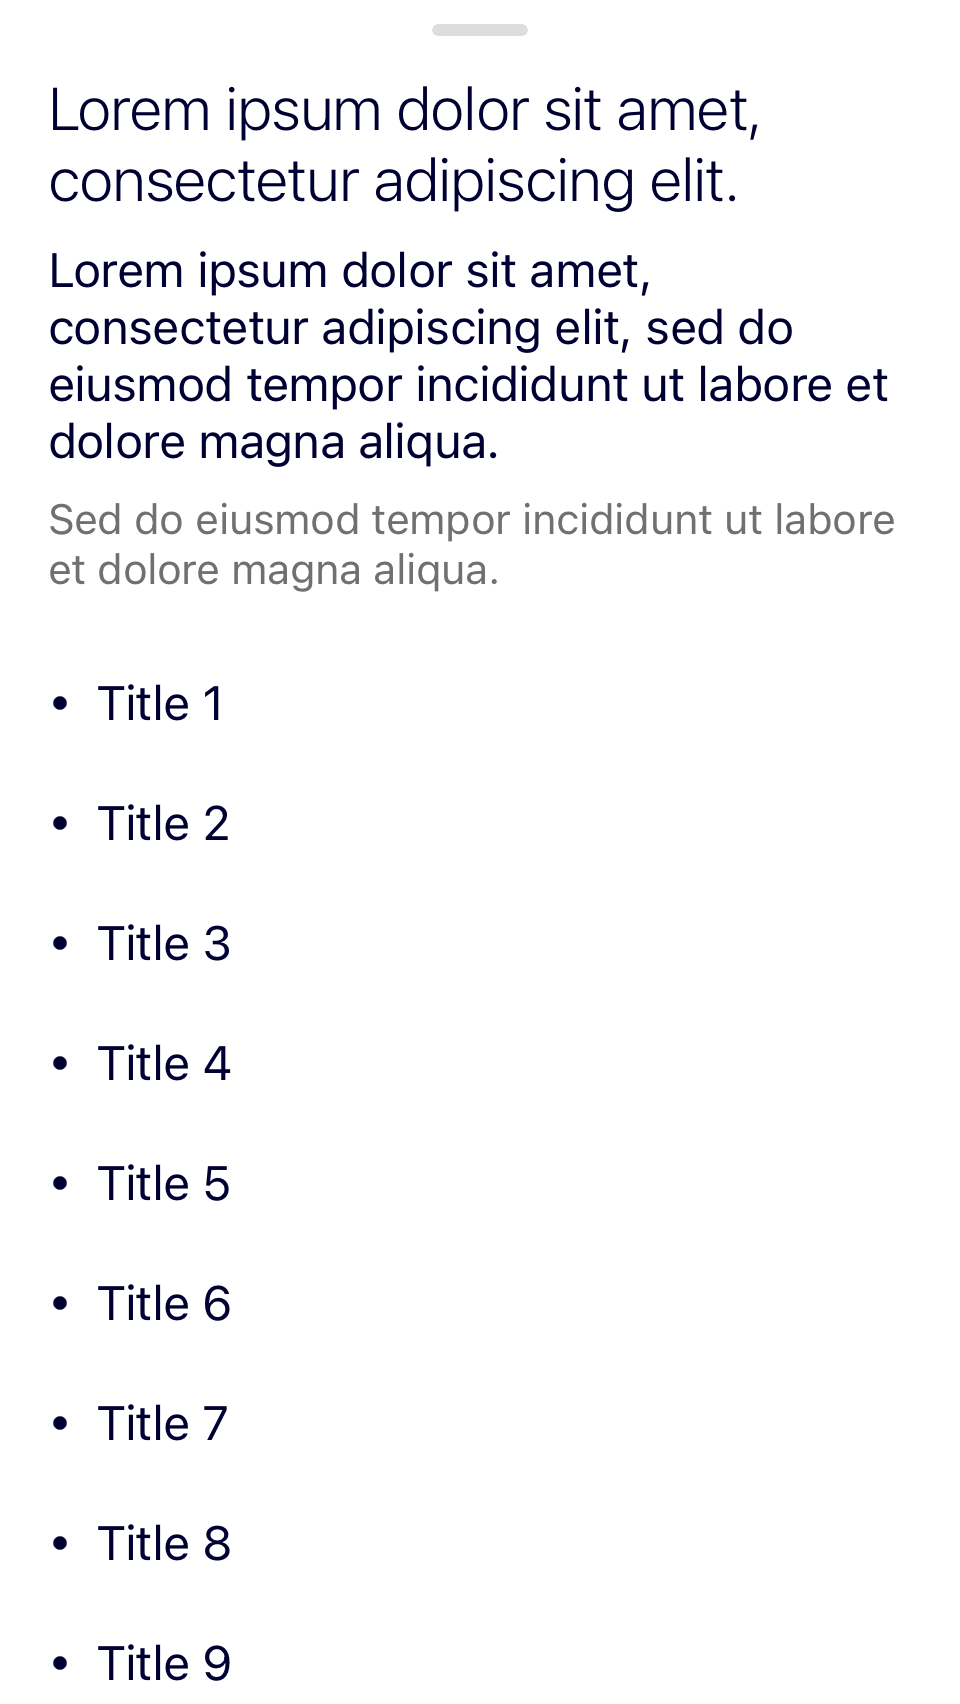 Lorem ipsum dolor sit amet,
consectetur adipiscing elit.
Lorem ipsum dolor sit amet,
consectetur adipiscing elit, sed do
eiusmod tempor incididunt ut labore et
dolore magna aliqua.
Sed do eiusmod tempor incididunt ut labore
et dolore magna aliqua.
• Title 1
• Title 2
• Title 3
• Title 4
• Title 5
• Title 6
• Title 7
• Title 8
• Title 9